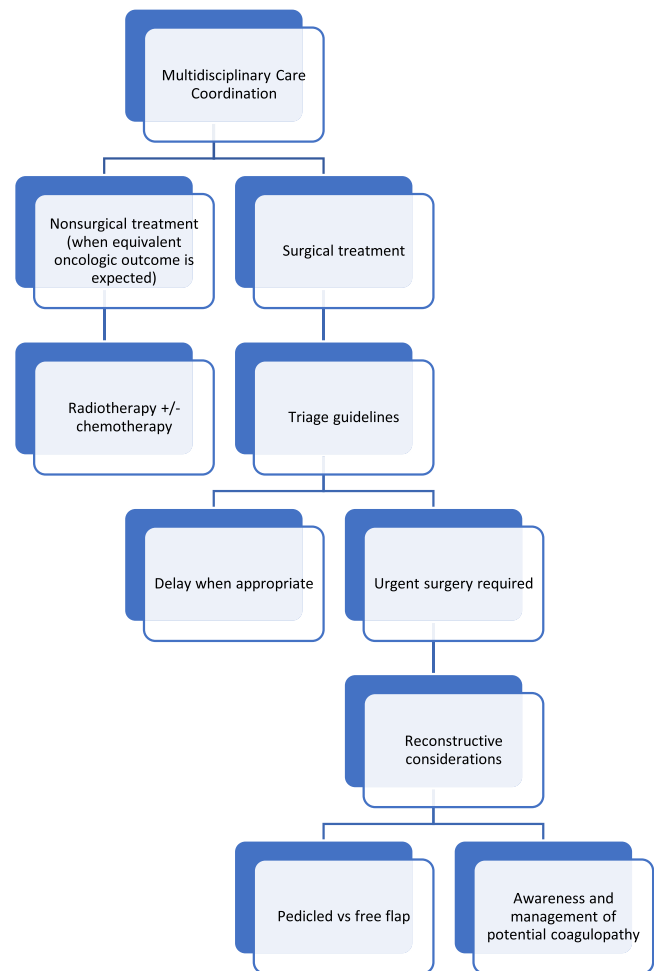 Multidisciplinary Care
Coordination
Nonsurgical treatment
(when equivalent
oncologic outcome is
expected)
Surgical treatment
Radiotherapy +/-
chemotherapy
Triage guidelines
Delay when appropriate
Urgent surgery required
Reconstructive
considerations
Pedicled vs free flap
Awareness and
management of
potential coagulopathy